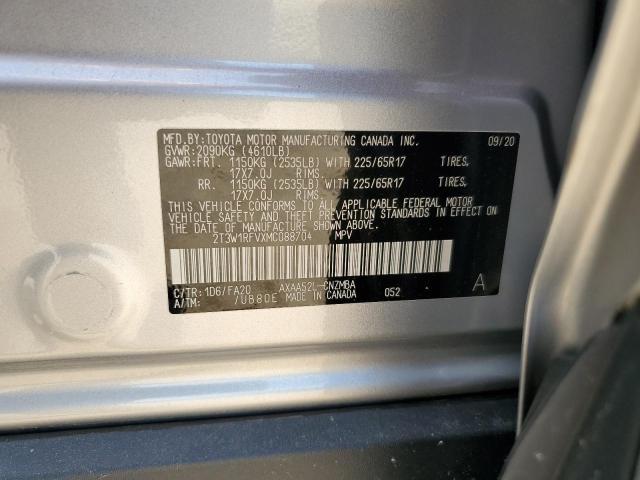 MFD.BY:TOYOTA MOTOR MANUFACTURING CANADA INC. 09/20
GVWR:2090KG (4610LB)
GAWR:FRT. 1150KG (2535LB) WITH 225/65R17 TIRES,
17X7.0J RIMS,
RR. 1150KG (2535LB) WITH 225/65R17 TIRES,
17X7.0J RIMS,
THIS VEHICLE CONFORMS TO ALL APPLICABLE FEDERAL MOTOR
VEHICLE SAFETY AND THEFT PREVENTION STANDARDS IN EFFECT
ON THE DATE OF MANUFACTURE SHOWN ABOVE.
2T3W1RFVXMC088704 MPV
C/TR:1D6/FA20 AXAA52L-CNZMBA
A/TM: /U880E MADE IN CANADA 052 A